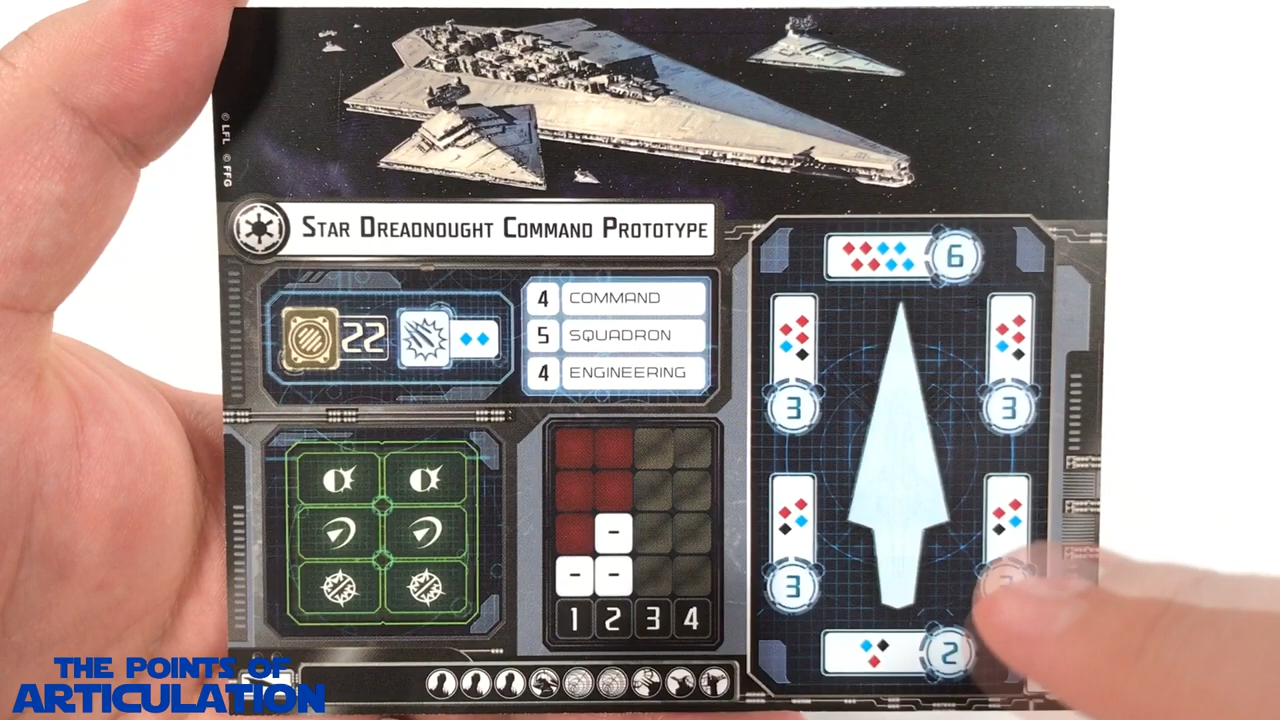 © LFL © FFG
STAR DREADNOUGHT COMMAND PROTOTYPE
6
22
4 COMMAND
5 SQUADRON
4 ENGINEERING
3
3
3
- 
- -
1 2 3 4
2
THE POINTS OF
ARTICULATION